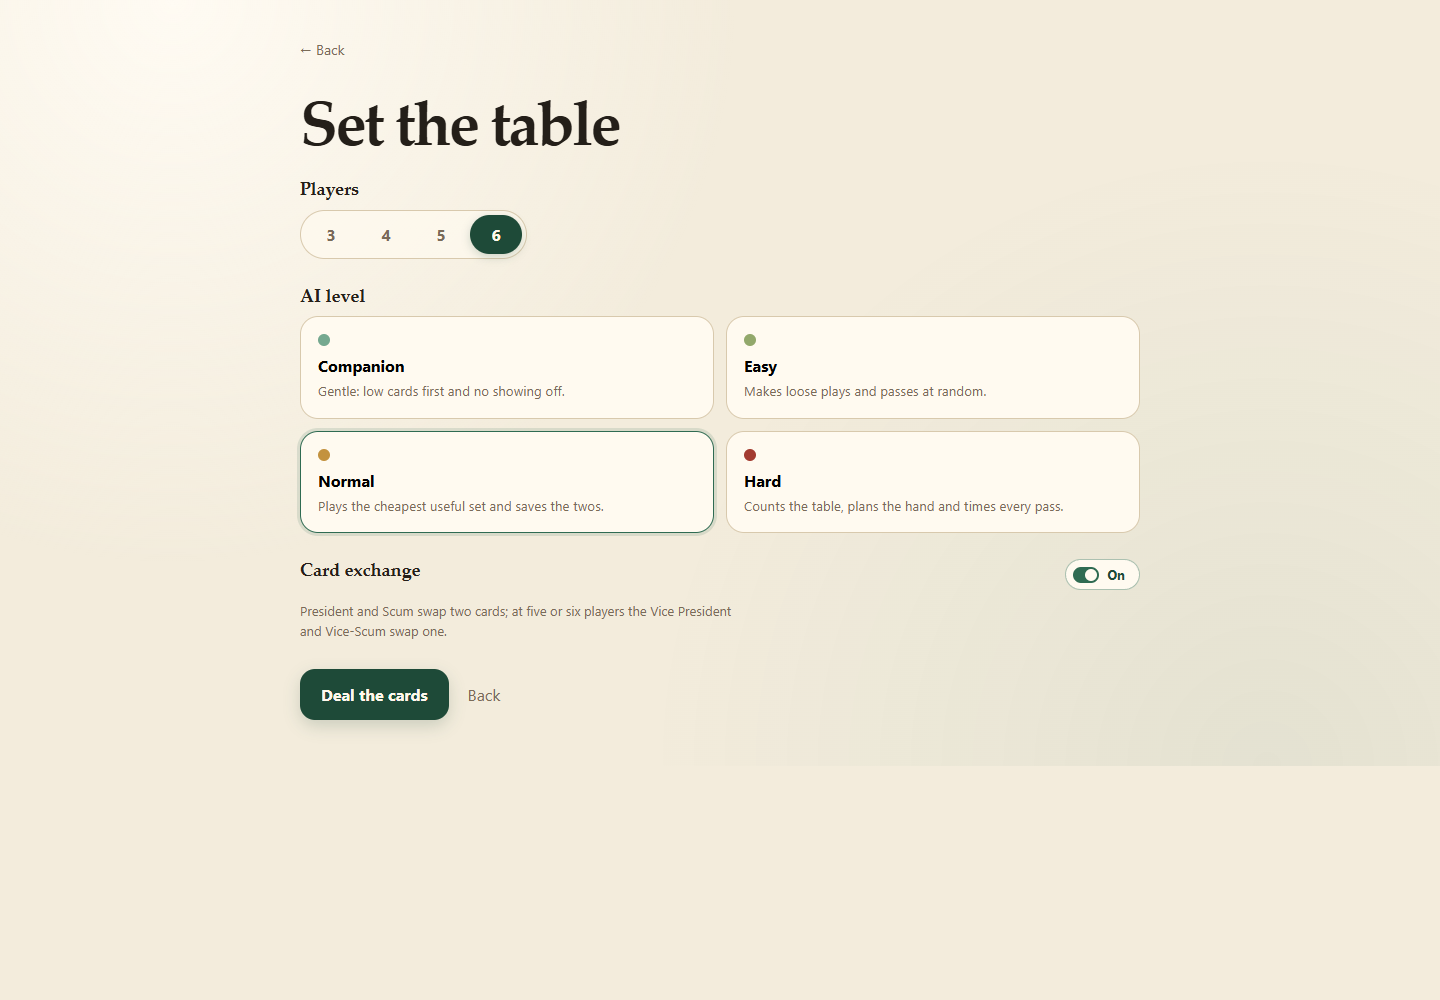 ← Back
Set the table
Players
3 4 5 6
AI level
Companion
Gentle: low cards first and no showing off.
Easy
Makes loose plays and passes at random.
Normal
Plays the cheapest useful set and saves the twos.
Hard
Counts the table, plans the hand and times every pass.
Card exchange
On
President and Scum swap two cards; at five or six players the Vice President
and Vice-Scum swap one.
Deal the cards
Back